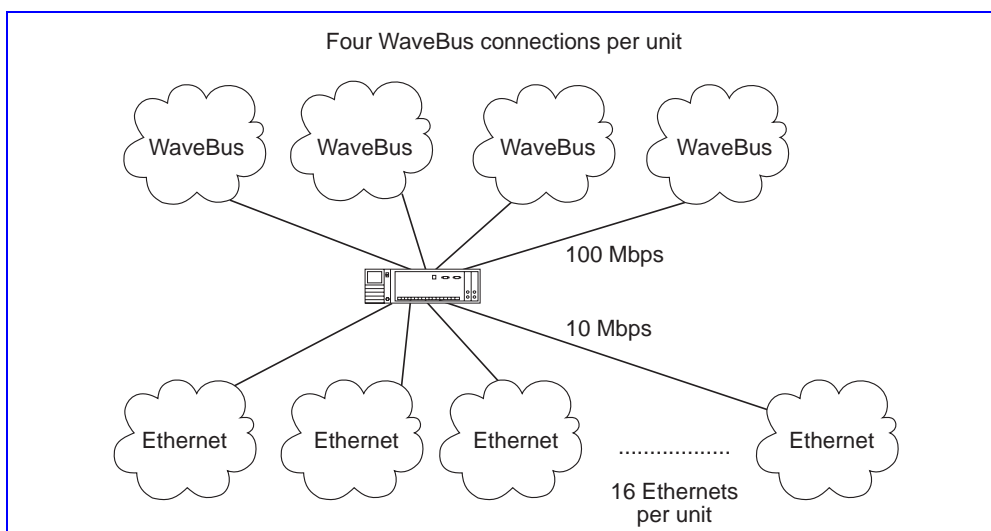 Four WaveBus connections per unit
WaveBus WaveBus WaveBus WaveBus
100 Mbps
10 Mbps
Ethernet Ethernet Ethernet Ethernet
..................
16 Ethernets
per unit